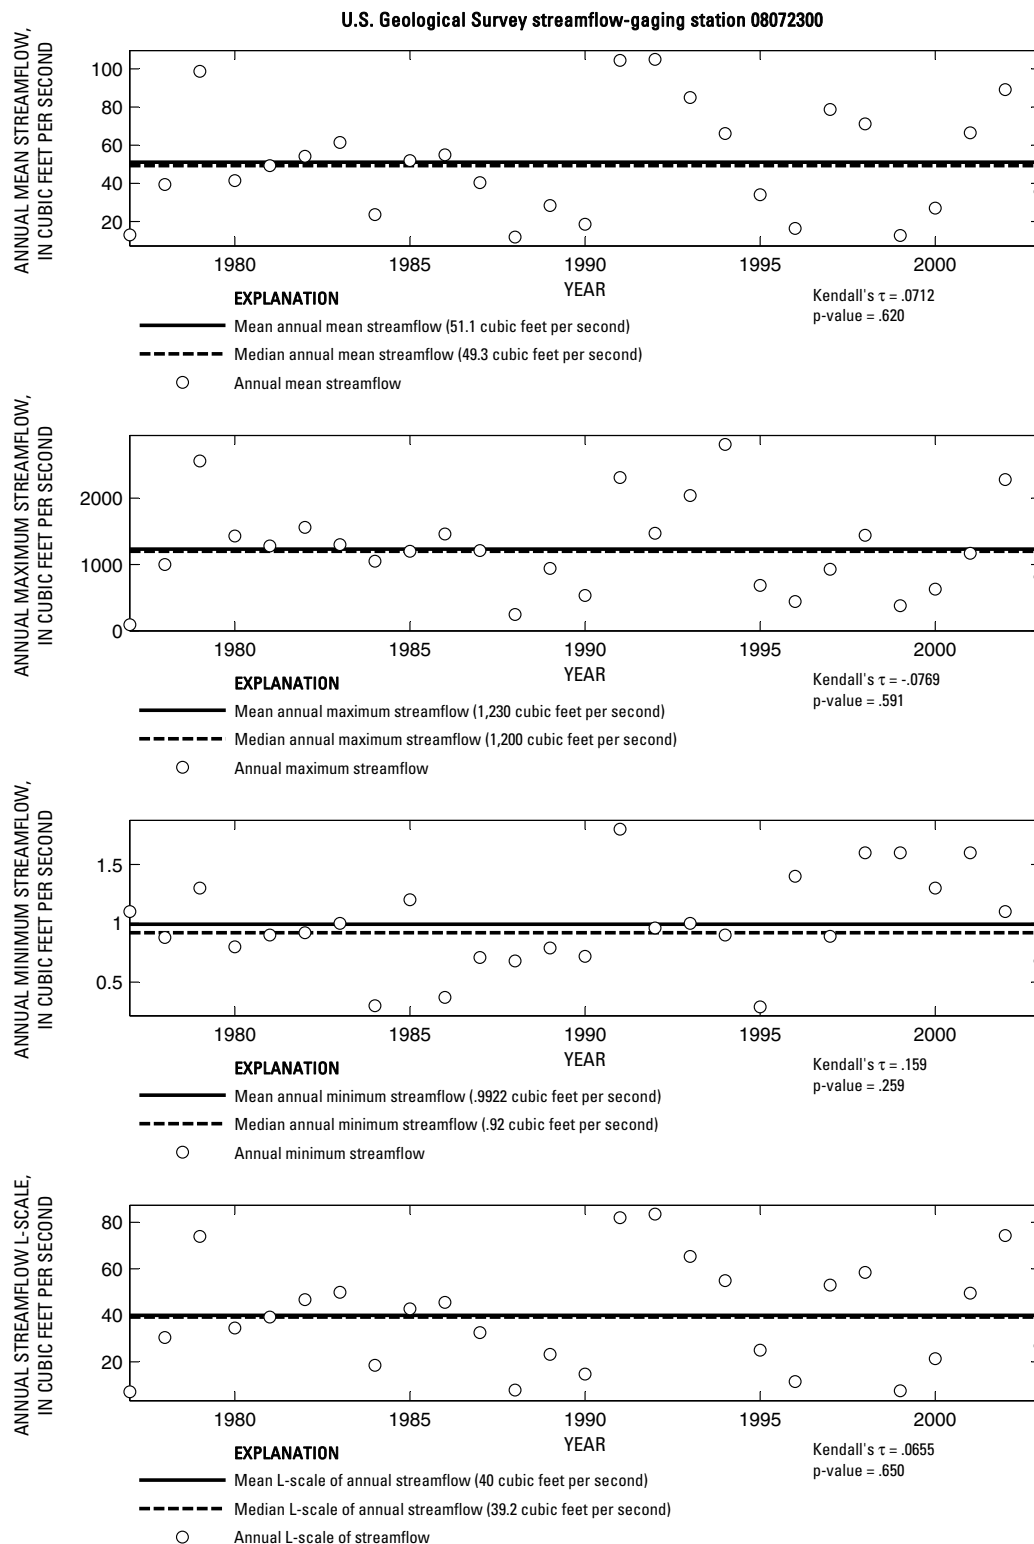 U.S. Geological Survey streamflow-gaging station 08072300
ANNUAL MEAN STREAMFLOW,
IN CUBIC FEET PER SECOND
100
80
60
40
20
1980 1985 1990 1995 2000
YEAR
Kendall's τ = .0712
p-value = .620
EXPLANATION
Mean annual mean streamflow (51.1 cubic feet per second)
Median annual mean streamflow (49.3 cubic feet per second)
Annual mean streamflow
ANNUAL MAXIMUM STREAMFLOW,
IN CUBIC FEET PER SECOND
2000
1000
0
1980 1985 1990 1995 2000
YEAR
Kendall's τ = -.0769
p-value = .591
EXPLANATION
Mean annual maximum streamflow (1,230 cubic feet per second)
Median annual maximum streamflow (1,200 cubic feet per second)
Annual maximum streamflow
ANNUAL MINIMUM STREAMFLOW,
IN CUBIC FEET PER SECOND
1.5
1
0.5
1980 1985 1990 1995 2000
YEAR
Kendall's τ = .159
p-value = .259
EXPLANATION
Mean annual minimum streamflow (.9922 cubic feet per second)
Median annual minimum streamflow (.92 cubic feet per second)
Annual minimum streamflow
ANNUAL STREAMFLOW L-SCALE,
IN CUBIC FEET PER SECOND
80
60
40
20
1980 1985 1990 1995 2000
YEAR
Kendall's τ = .0655
p-value = .650
EXPLANATION
Mean L-scale of annual streamflow (40 cubic feet per second)
Median L-scale of annual streamflow (39.2 cubic feet per second)
Annual L-scale of streamflow